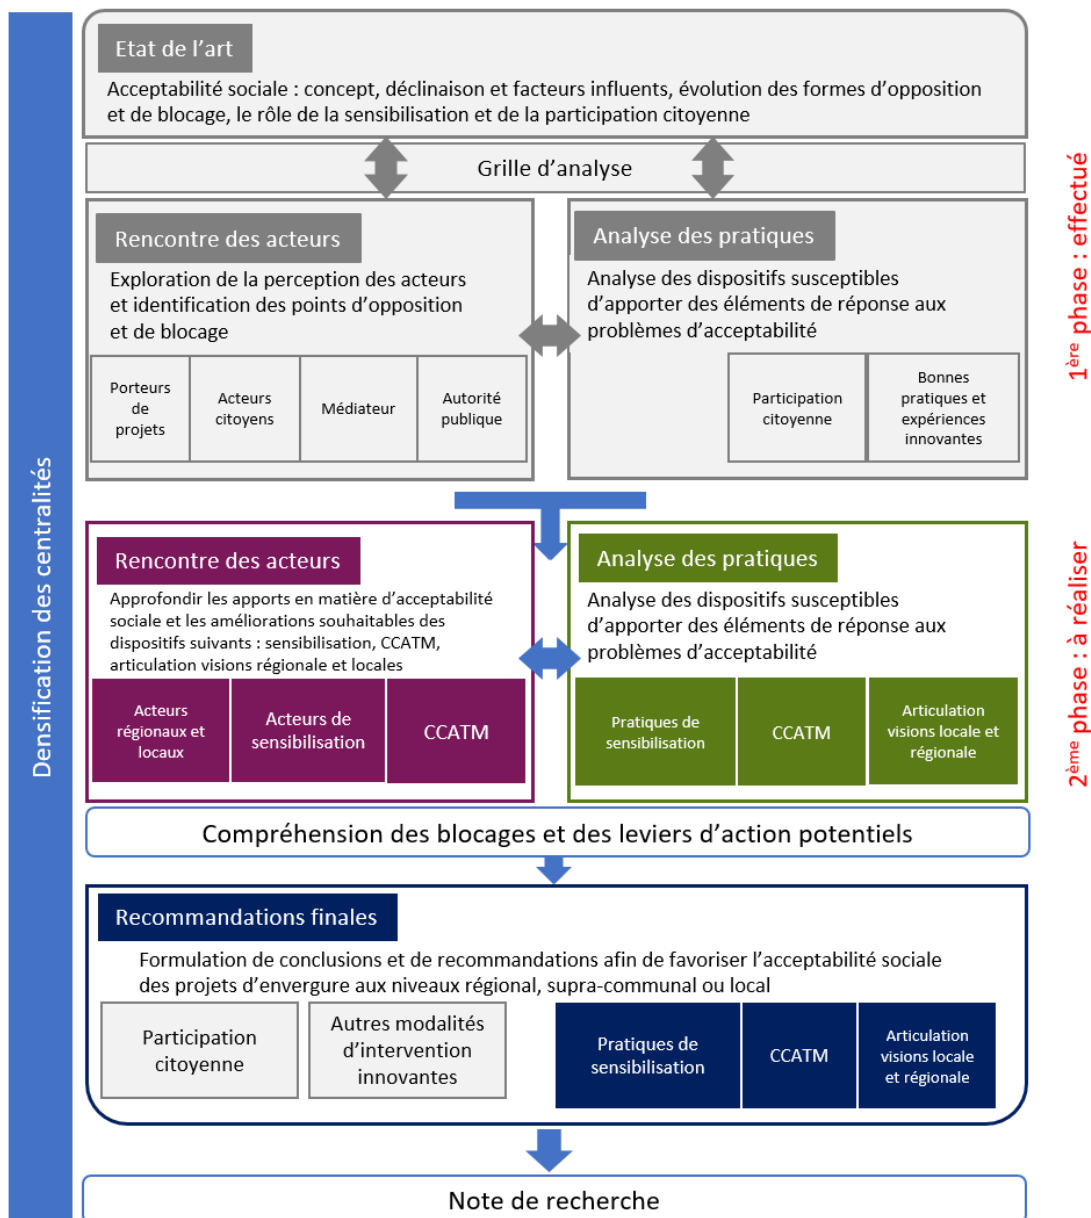 Densification des centralités
Etat de l’art
Acceptabilité sociale : concept, déclinaison et facteurs influents, évolution des formes d’opposition
et de blocage, le rôle de la sensibilisation et de la participation citoyenne
Grille d’analyse
1ère phase : effectué
Rencontre des acteurs
Exploration de la perception des acteurs
et identification des points d’opposition
et de blocage
Porteurs
de
projets
Acteurs
citoyens
Médiateur
Autorité
publique
Analyse des pratiques
Analyse des dispositifs susceptibles
d’apporter des éléments de réponse aux
problèmes d’acceptabilité
Participation
citoyenne
Bonnes
pratiques et
expériences
innovantes
2ème phase : à réaliser
Rencontre des acteurs
Approfondir les apports en matière d’acceptabilité
sociale et les améliorations souhaitables des
dispositifs suivants : sensibilisation, CCATM,
articulation visions régionale et locales
Acteurs
régionaux et
locaux
Acteurs de
sensibilisation
CCATM
Analyse des pratiques
Analyse des dispositifs susceptibles
d’apporter des éléments de réponse aux
problèmes d’acceptabilité
Pratiques de
sensibilisation
CCATM
Articulation
visions locale et
régionale
Compréhension des blocages et des leviers d’action potentiels
Recommandations finales
Formulation de conclusions et de recommandations afin de favoriser l’acceptabilité sociale
des projets d’envergure aux niveaux régional, supra-communal ou local
Participation
citoyenne
Autres modalités
d’intervention
innovantes
Pratiques de
sensibilisation
CCATM
Articulation
visions locale
et régionale
Note de recherche